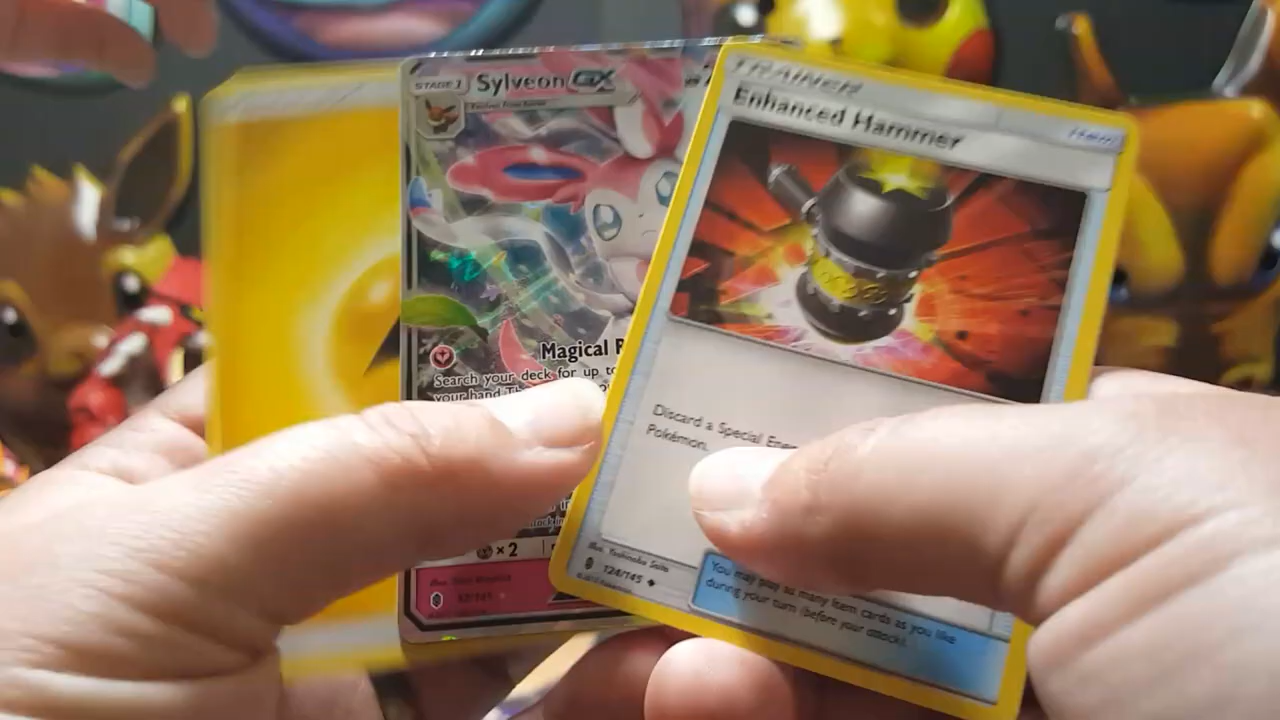 STAGE 1 Sylveon GX
Evolves from Eevee
Magical R
Search your deck for up to
your hand. Th
× 2
TRAINER
Enhanced Hammer
Item
Discard a Special Ener
Pokémon.
illus. Yoshinobu Saito
124/145
You may play as many Item cards as you like
during your turn (before your attack).